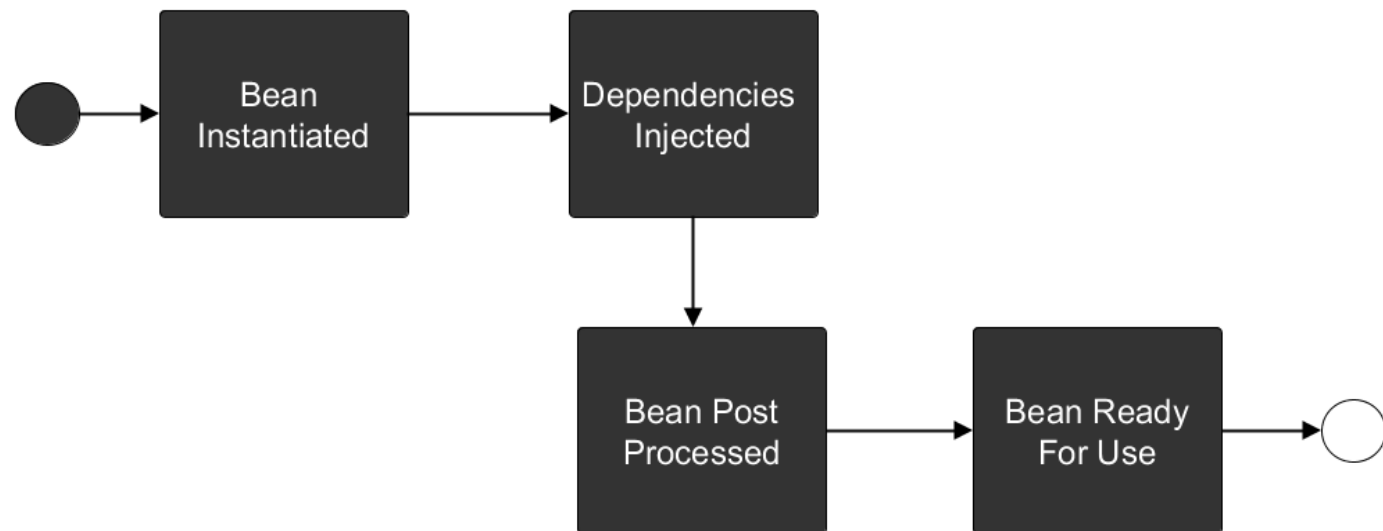 Bean
Instantiated
Dependencies
Injected
Bean Post
Processed
Bean Ready
For Use